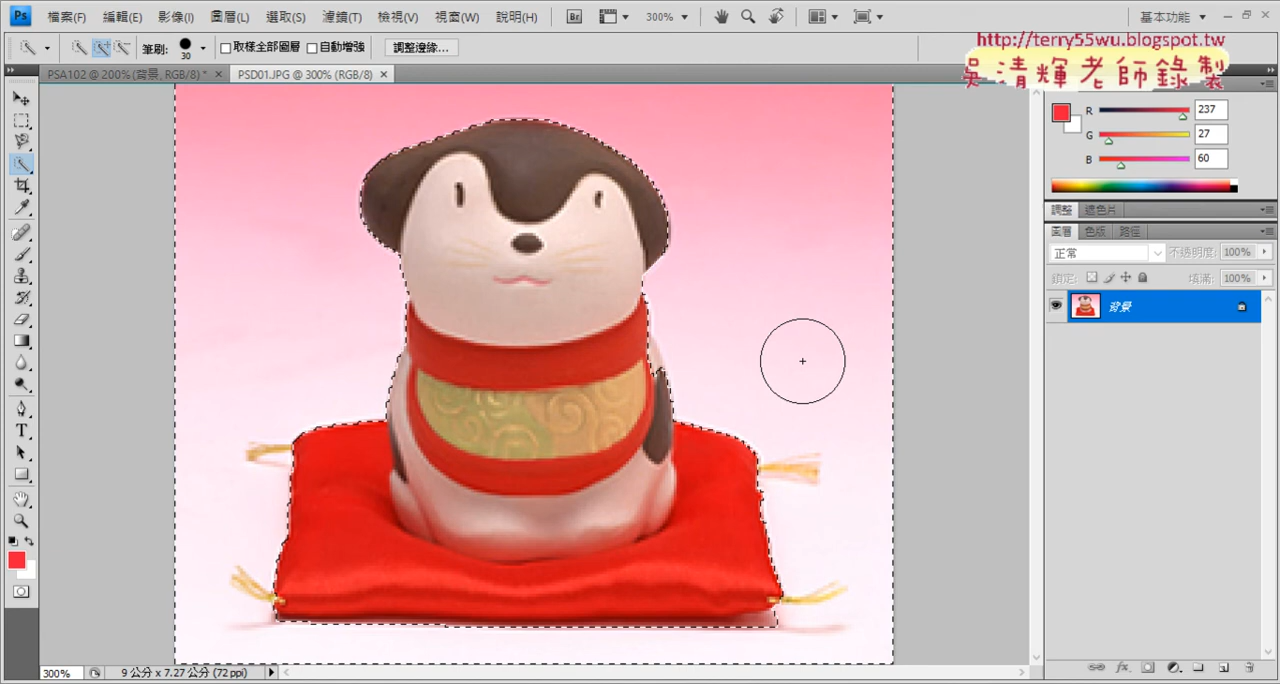 Ps 檔案(F) 編輯(E) 影像(I) 圖層(L) 選取(S) 濾鏡(T) 檢視(V) 視窗(W) 說明(H) Br 300% 基本功能
筆刷: 30 取樣全部圖層 自動增強 調整邊緣...
http://terry55wu.blogspot.tw
吳清輝老師錄製
PSA102 @ 200%(背景, RGB/8) * × PSD01.JPG @ 300% (RGB/8) ×
R 237
G 27
B 60
調整 遮色片
圖層 色版 路徑
正常 不透明度: 100%
鎖定: 填滿: 100%
背景
T
300% 9 公分 x 7.27 公分 (72 ppi)
fx